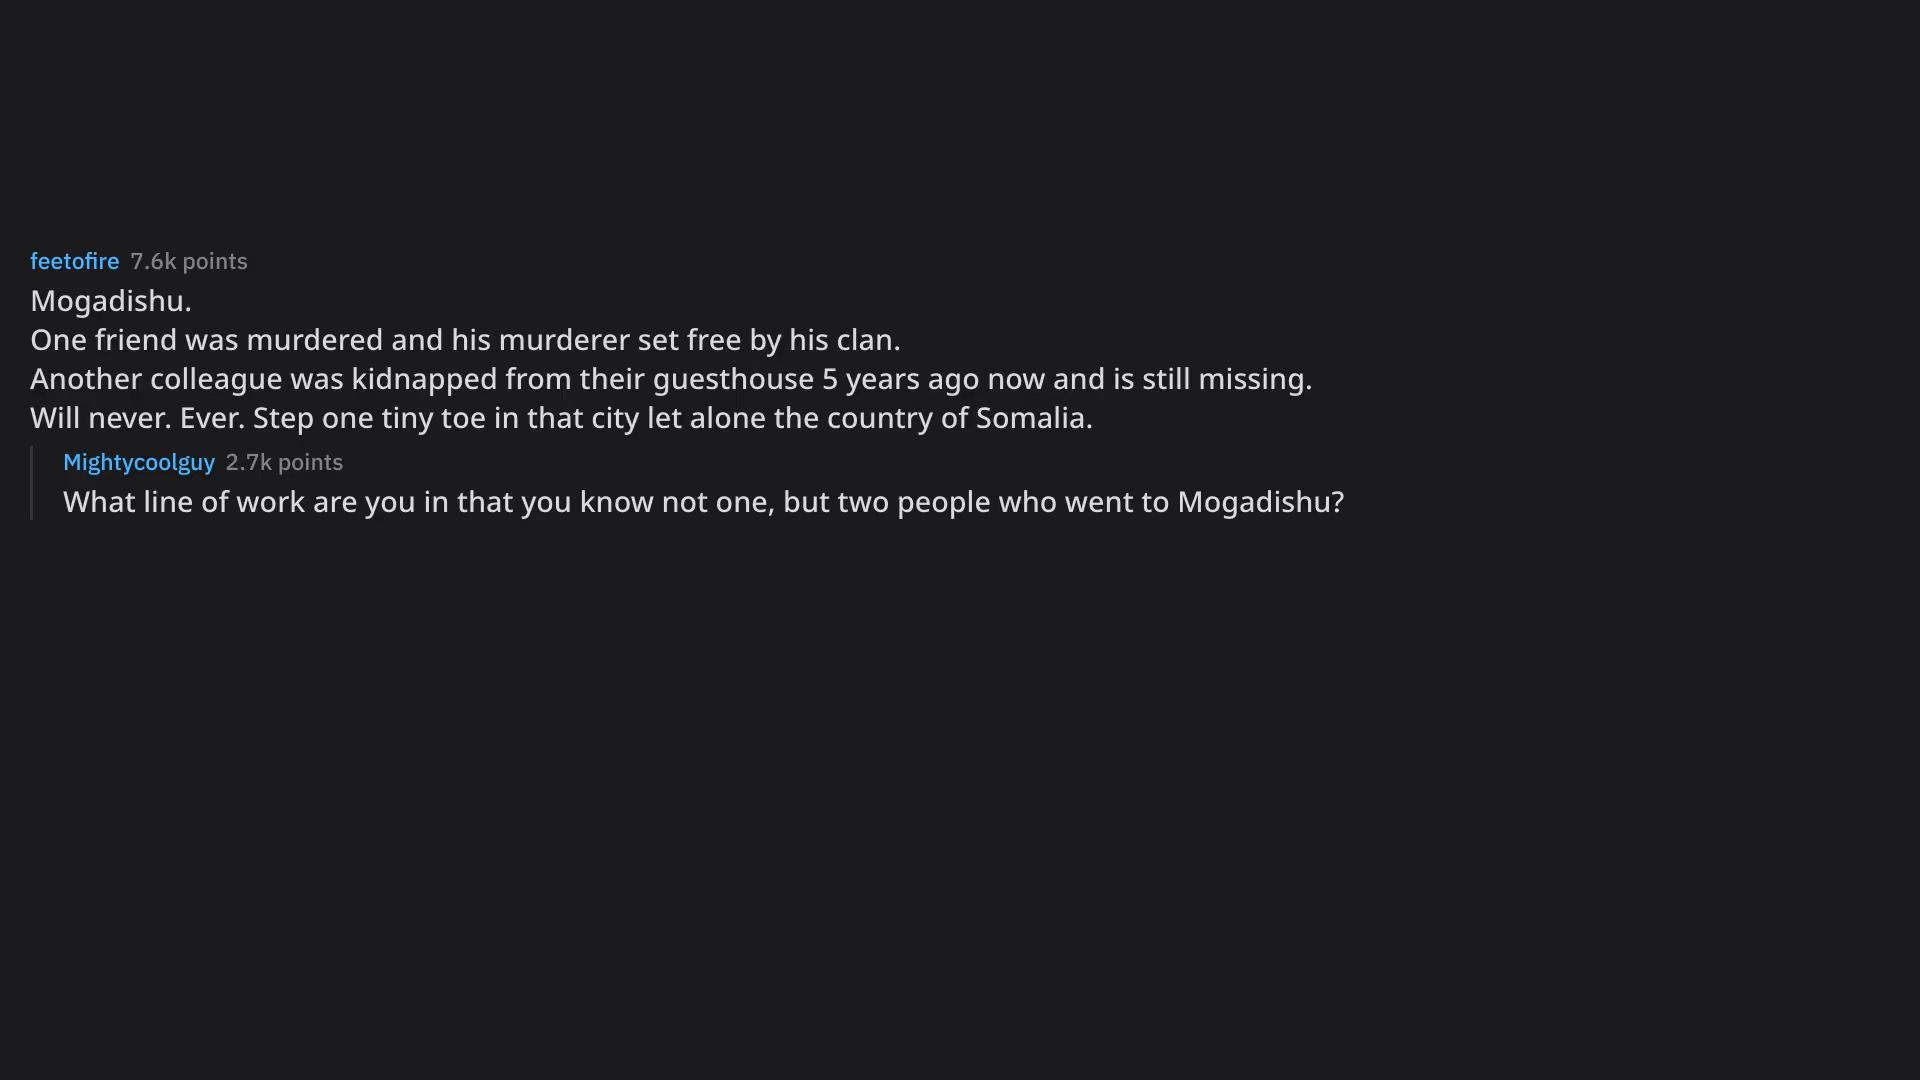 feetofire 7.6k points
Mogadishu.
One friend was murdered and his murderer set free by his clan.
Another colleague was kidnapped from their guesthouse 5 years ago now and is still missing.
Will never. Ever. Step one tiny toe in that city let alone the country of Somalia.
Mightycoolguy 2.7k points
What line of work are you in that you know not one, but two people who went to Mogadishu?